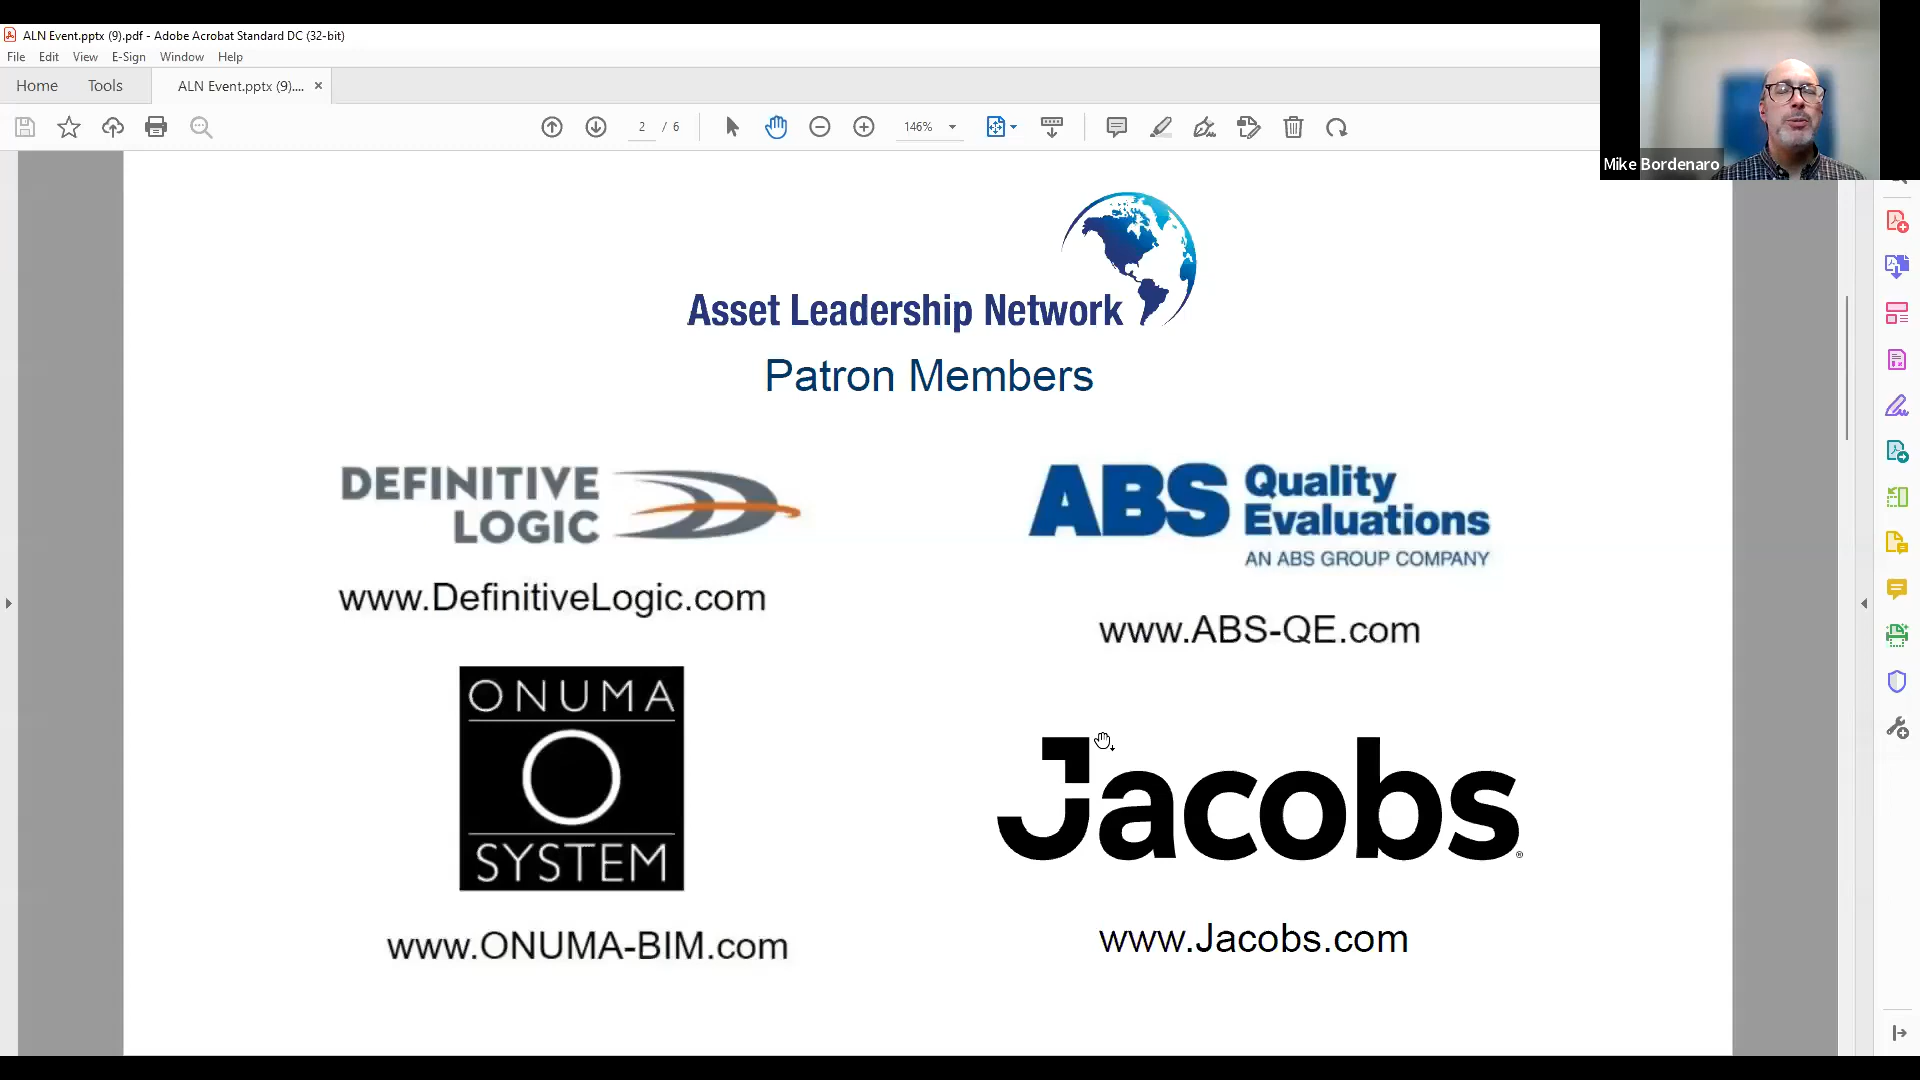 ALN Event.pptx (9).pdf - Adobe Acrobat Standard DC (32-bit)
File Edit View E-Sign Window Help
Home Tools ALN Event.pptx (9).... ×
2 / 6 146%
Mike Bordenaro
Asset Leadership Network
Patron Members
DEFINITIVE
LOGIC
www.DefinitiveLogic.com
ABS Quality
Evaluations
AN ABS GROUP COMPANY
www.ABS-QE.com
ONUMA
SYSTEM
www.ONUMA-BIM.com
Jacobs®
www.Jacobs.com